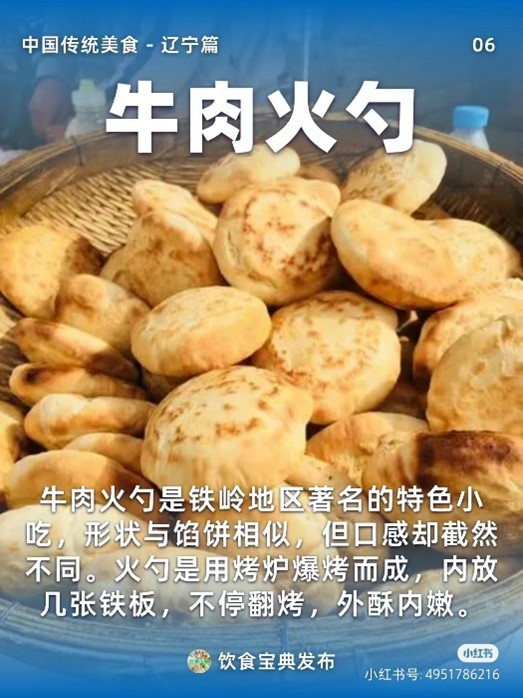 中国传统美食 - 辽宁篇
06
牛肉火勺
牛肉火勺是铁岭地区著名的特色小
吃，形状与馅饼相似，但口感却截然
不同。火勺是用烤炉爆烤而成，内放
几张铁板，不停翻烤，外酥内嫩。
饮食宝典发布
小红书
小红书号: 4951786216